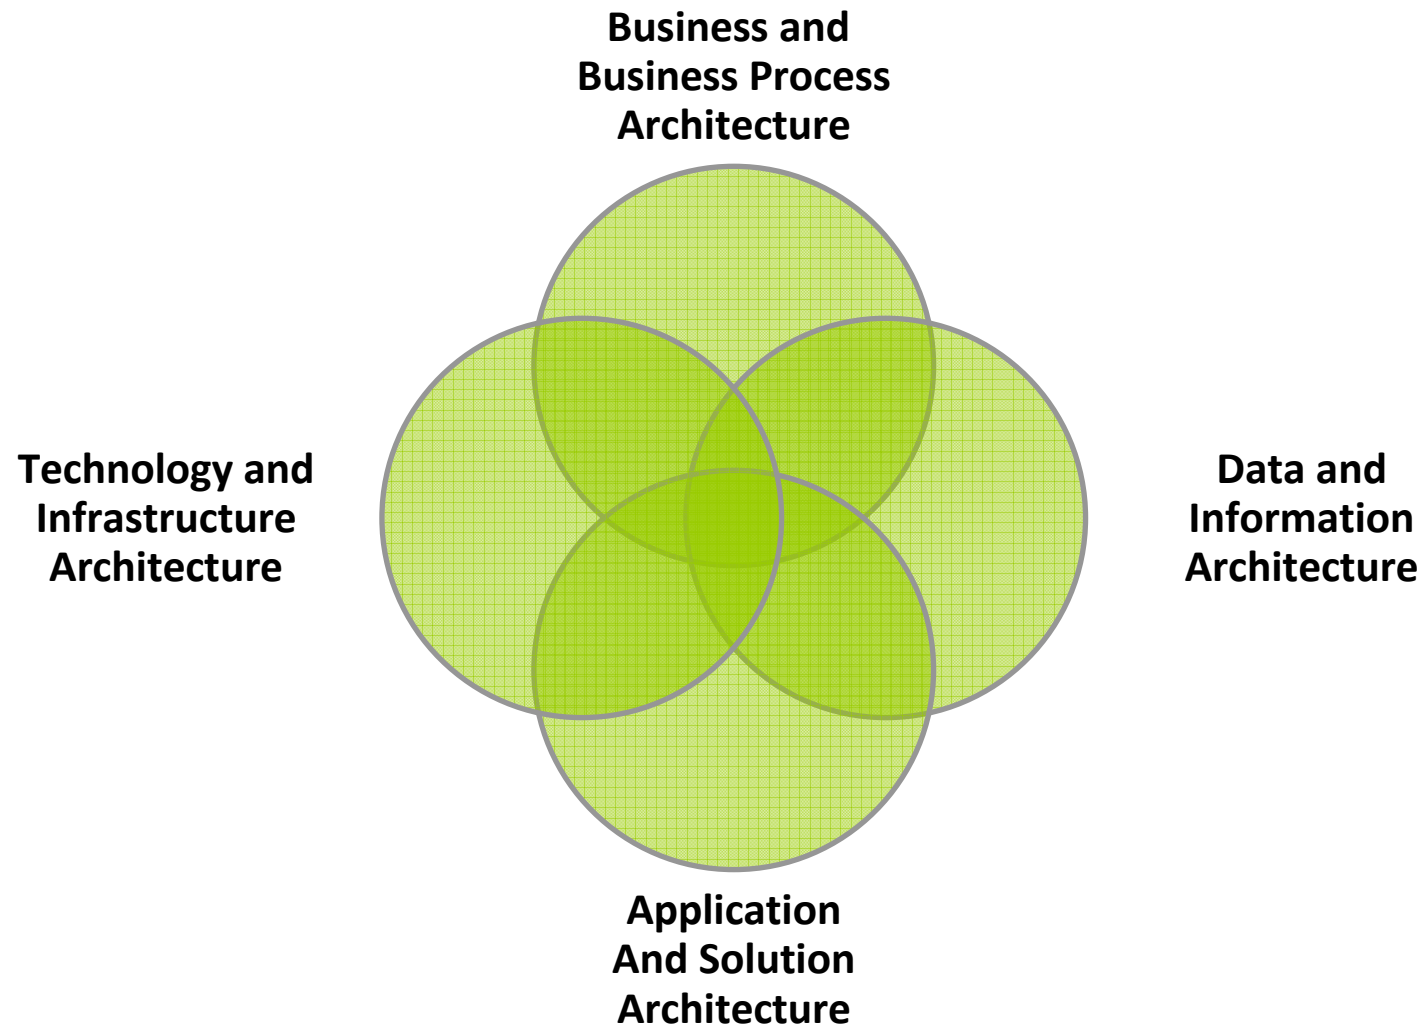 Business and
Business Process
Architecture
Technology and
Infrastructure
Architecture
Data and
Information
Architecture
Application
And Solution
Architecture